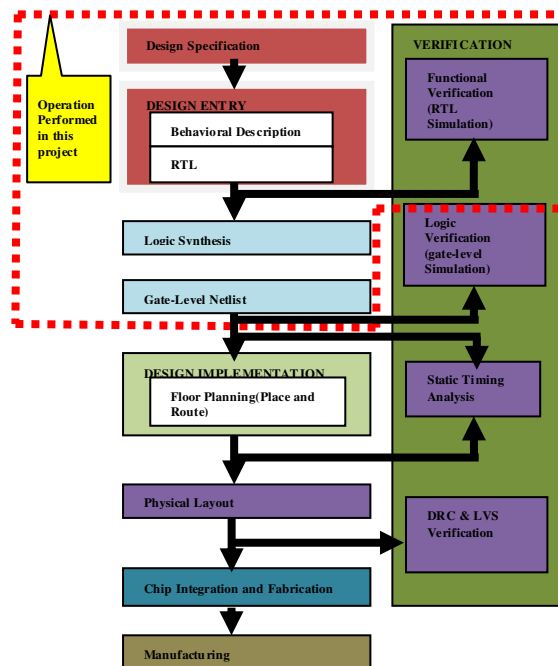 Design Specification
VERIFICATION
Functional
Verification
(RTL
Simulation)
Operation
Performed
in this
project
DESIGN ENTRY
Behavioral Description
RTL
Logic Synthesis
Logic
Verification
(gate-level
Simulation)
Gate-Level Netlist
DESIGN IMPLEMENTATION
Floor Planning(Place and
Route)
Static Timing
Analysis
Physical Layout
DRC & LVS
Verification
Chip Integration and Fabrication
Manufacturing